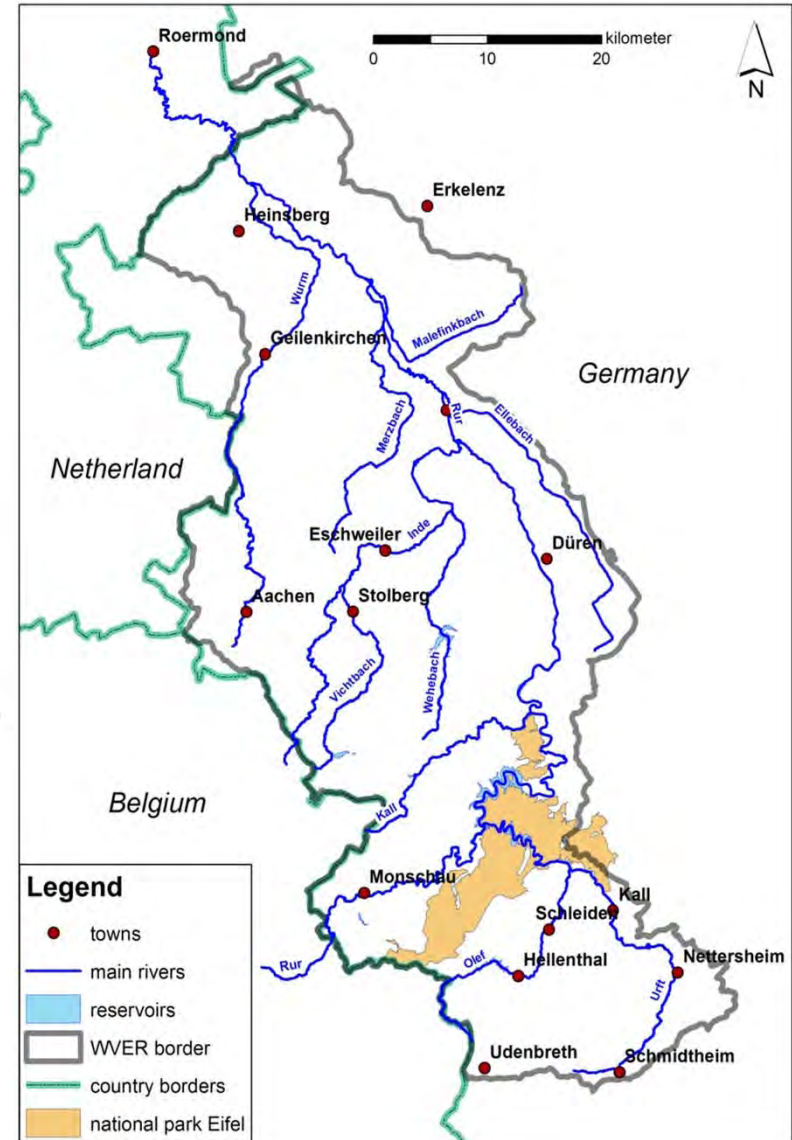 Roermond
kilometer
0 10 20
N
Erkelenz
Heinsberg
Wurm
Malefinkbach
Geilenkirchen
Germany
Merzbach
Rur
Ellebach
Netherland
Eschweiler
Inde
Düren
Aachen
Stolberg
Vichtbach
Wehebach
Belgium
Kall
Monschau
Kall
Schleiden
Rur
Olef
Hellenthal
Nettersheim
Urft
Udenbreth
Schmidtheim
Legend
towns
main rivers
reservoirs
WVER border
country borders
national park Eifel